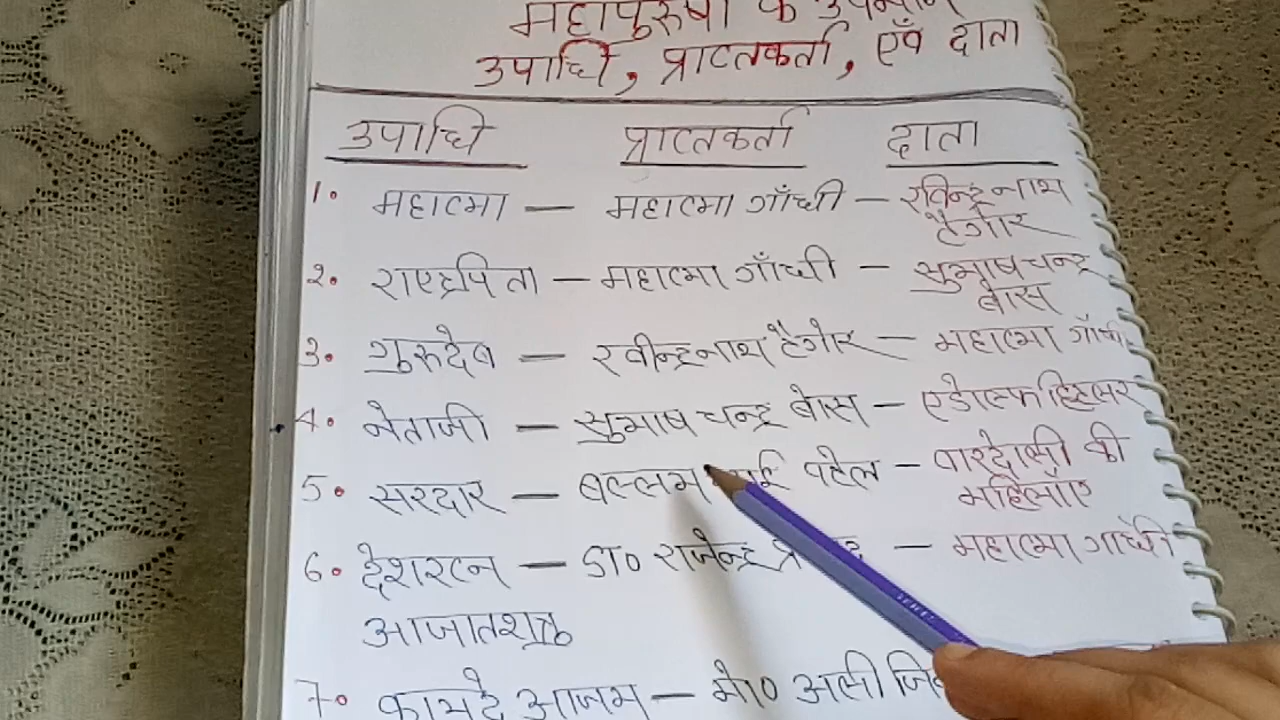 महापुरुषों के उपनाम
उपाधि, प्राप्तकर्ता, एवँ दाता
उपाधि प्राप्तकर्ता दाता
1. महात्मा — महात्मा गाँधी — रविन्द्रनाथ
टैगोर
2. राष्ट्रपिता — महात्मा गाँधी — सुभाष चन्द्र
बोस
3. गुरुदेव — रवीन्द्रनाथ टैगोर — महात्मा गाँधी
4. नेताजी — सुभाष चन्द्र बोस — एडोल्फ हिटलर
5. सरदार — बल्लभ भाई पटेल — वारदोली की
महिलाएँ
6. देशरत्न — डा० राजेन्द्र — महात्मा गाँधी
आजातशत्रु
7. कायदे आजम — मो० अली